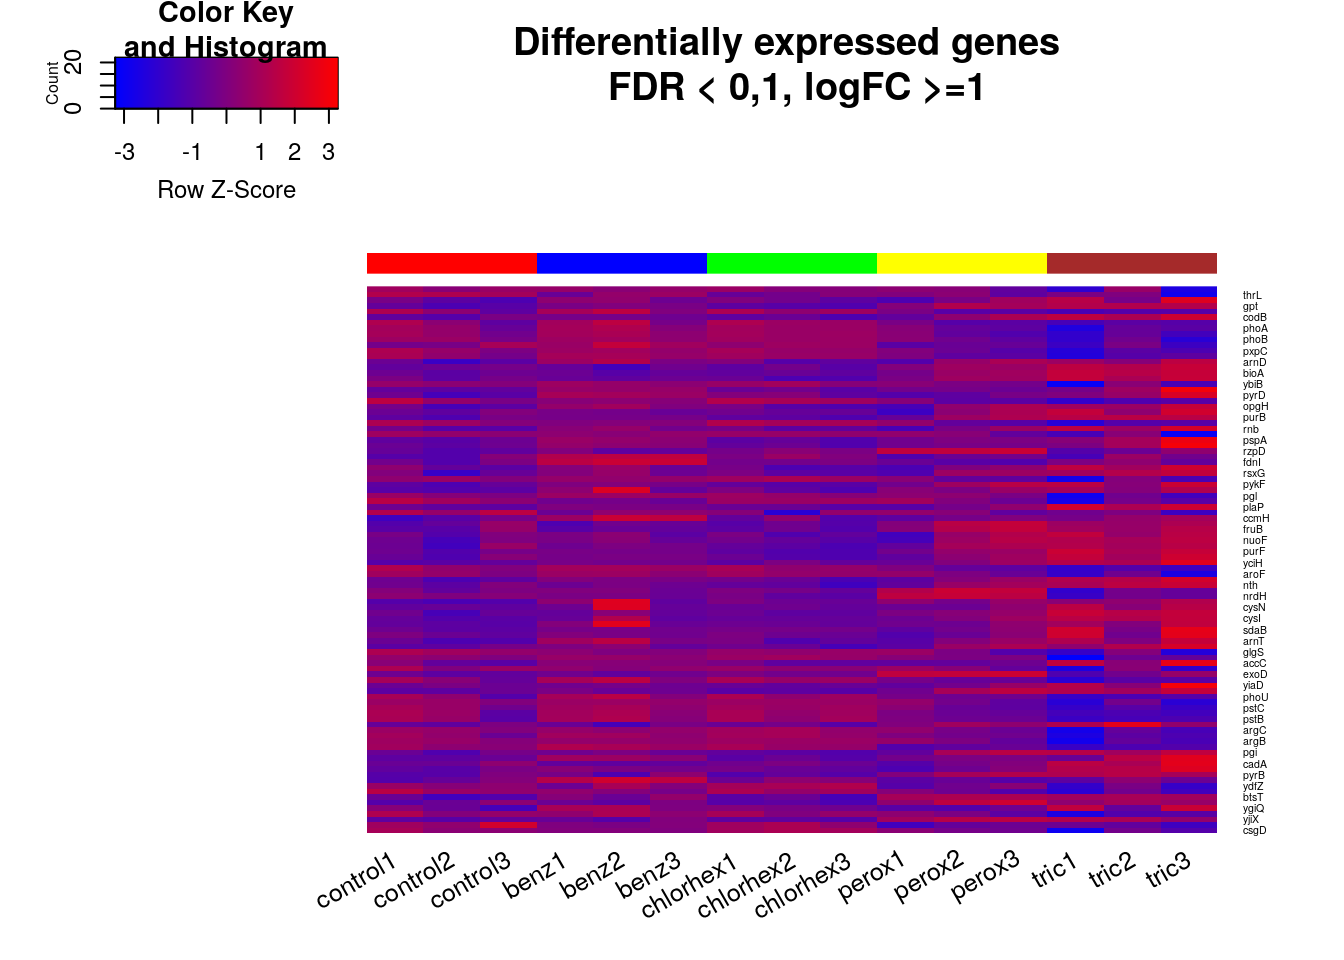 Color Key
and Histogram
Count
0 20
-3 -1 1 2 3
Row Z-Score
Differentially expressed genes
FDR < 0,1, logFC >=1
thrL
gpt
codB
phoA
phoB
pxpC
arnD
bioA
ybiB
pyrD
opgH
purB
rnb
pspA
rzpD
fdnI
rsxG
pykF
pgl
plaP
ccmH
fruB
nuoF
purF
yciH
aroF
nth
nrdH
cysN
cysI
sdaB
arnT
glgS
accC
exoD
yiaD
phoU
pstC
pstB
argC
argB
pgi
cadA
pyrB
ydfZ
btsT
ygiQ
yjiX
csgD
control1 control2 control3 benz1 benz2 benz3 chlorhex1 chlorhex2 chlorhex3 perox1 perox2 perox3 tric1 tric2 tric3